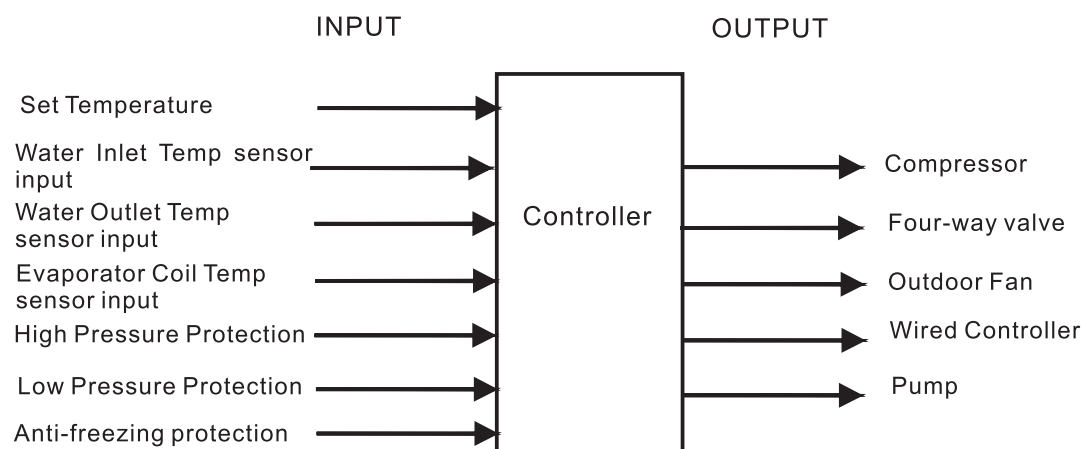 INPUT
OUTPUT
Set Temperature
Water Inlet Temp sensor
input
Water Outlet Temp
sensor input
Evaporator Coil Temp
sensor input
High Pressure Protection
Low Pressure Protection
Anti-freezing protection
Controller
Compressor
Four-way valve
Outdoor Fan
Wired Controller
Pump